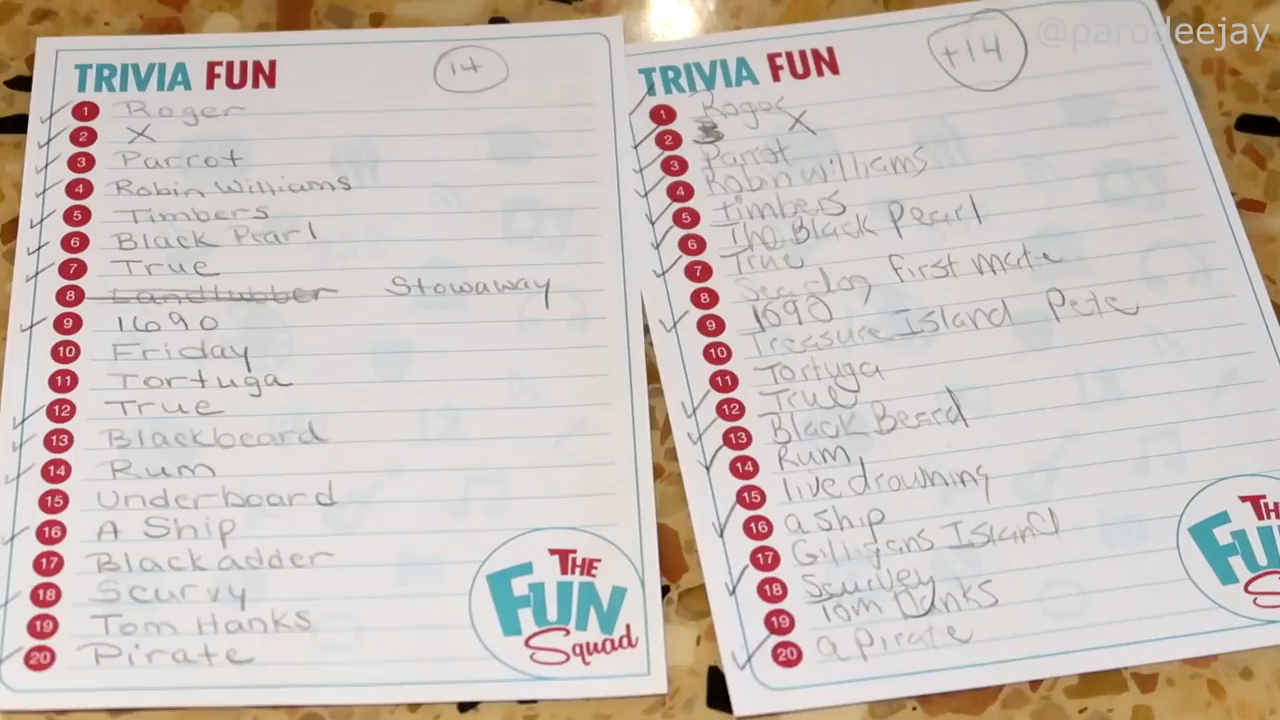 @parodeejay
TRIVIA FUN
14
1 Roger
2 X
3 Parrot
4 Robin Williams
5 Timbers
6 Black Pearl
7 True
8 Landlubber Stowaway
9 1690
10 Friday
11 Tortuga
12 True
13 Blackbeard
14 Rum
15 Underboard
16 A Ship
17 Blackadder
18 Scurvy
19 Tom Hanks
20 Pirate
THE
FUN
Squad
TRIVIA FUN
+14
1 Roger
2 X
3 Parrot
4 Robin Williams
5 timbers
6 The Black Pearl
7 True
8 Seadog first mate
9 1690
10 Treasure Island Pete
11 Tortuga
12 True
13 Black Beard
14 Rum
15 live drowning
16 a ship
17 Gilligans Island
18 Scurvey
19 Tom
20 a pirate
TH
FU
S